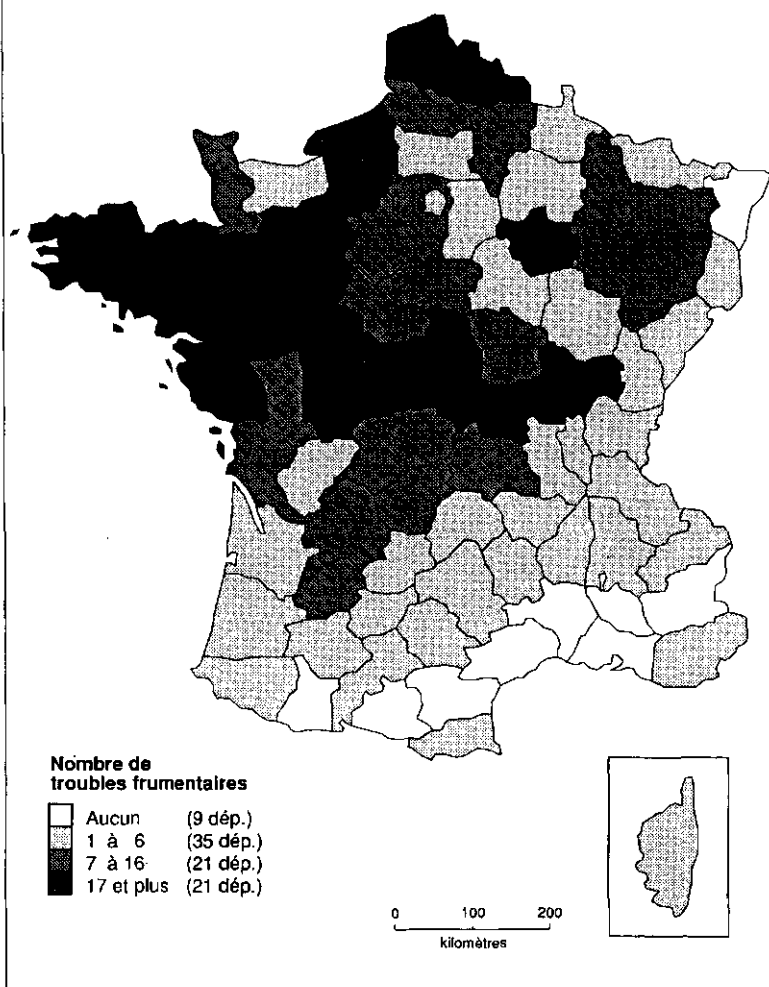 Nombre de
troubles frumentaires
Aucun (9 dép.)
1 à 6 (35 dép.)
7 à 16 (21 dép.)
17 et plus (21 dép.)
0 100 200
kilomètres